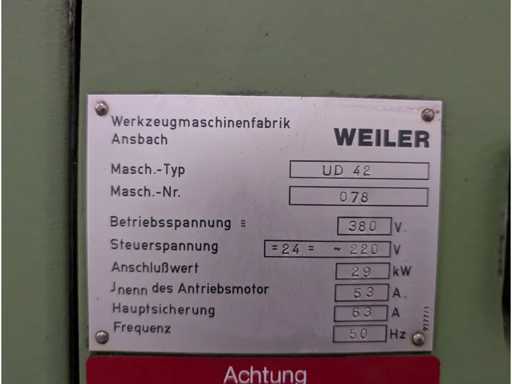 Werkzeugmaschinenfabrik
Ansbach WEILER
Masch.-Typ UD 42
Masch.-Nr. 078
Betriebsspannung 380 V.
Steuerspannung =24= ~220 V
Anschlußwert 29 kW
Jnenn des Antriebsmotor 53 A.
Hauptsicherung 63 A
Frequenz 50 Hz
Achtung